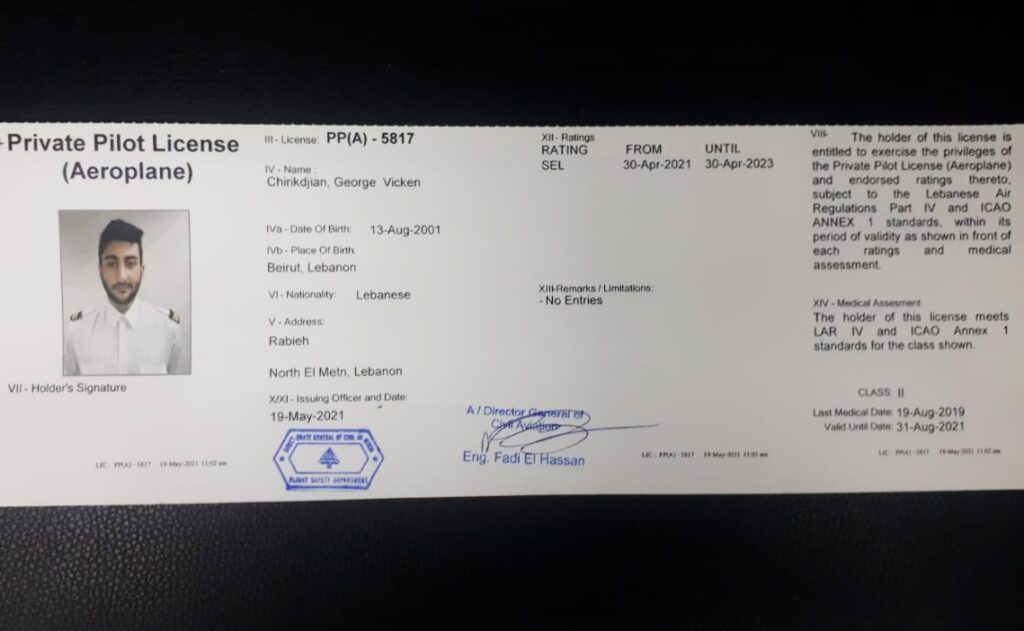 Private Pilot License
(Aeroplane)
VII - Holder's Signature
LIC : PP(A) - 5817 19-May-2021 11:02 am
III - License: PP(A) - 5817
IV - Name :
Chirikdjian, George Vicken
IVa - Date Of Birth: 13-Aug-2001
IVb - Place Of Birth:
Beirut, Lebanon
VI - Nationality: Lebanese
V - Address:
Rabieh
North El Metn, Lebanon
X/XI - Issuing Officer and Date:
19-May-2021
GENERAL OF CIVIL
FLIGHT SAFETY DEPARTMENT
A / Director General of
Civil Aviation
Eng. Fadi El Hassan
XII - Ratings
RATING FROM UNTIL
SEL 30-Apr-2021 30-Apr-2023
XIII-Remarks / Limitations:
- No Entries
LIC : PP(A) - 5817 19-May-2021 11:02 am
VIII- The holder of this license is
entitled to exercise the privileges of
the Private Pilot License (Aeroplane)
and endorsed ratings thereto,
subject to the Lebanese Air
Regulations Part IV and ICAO
ANNEX 1 standards, within its
period of validity as shown in front of
each ratings and medical
assessment.
XIV - Medical Assesment
The holder of this license meets
LAR IV and ICAO Annex 1
standards for the class shown.
CLASS: II
Last Medical Date: 19-Aug-2019
Valid Until Date: 31-Aug-2021
LIC : PP(A) - 5817 19-May-2021 11:02 am